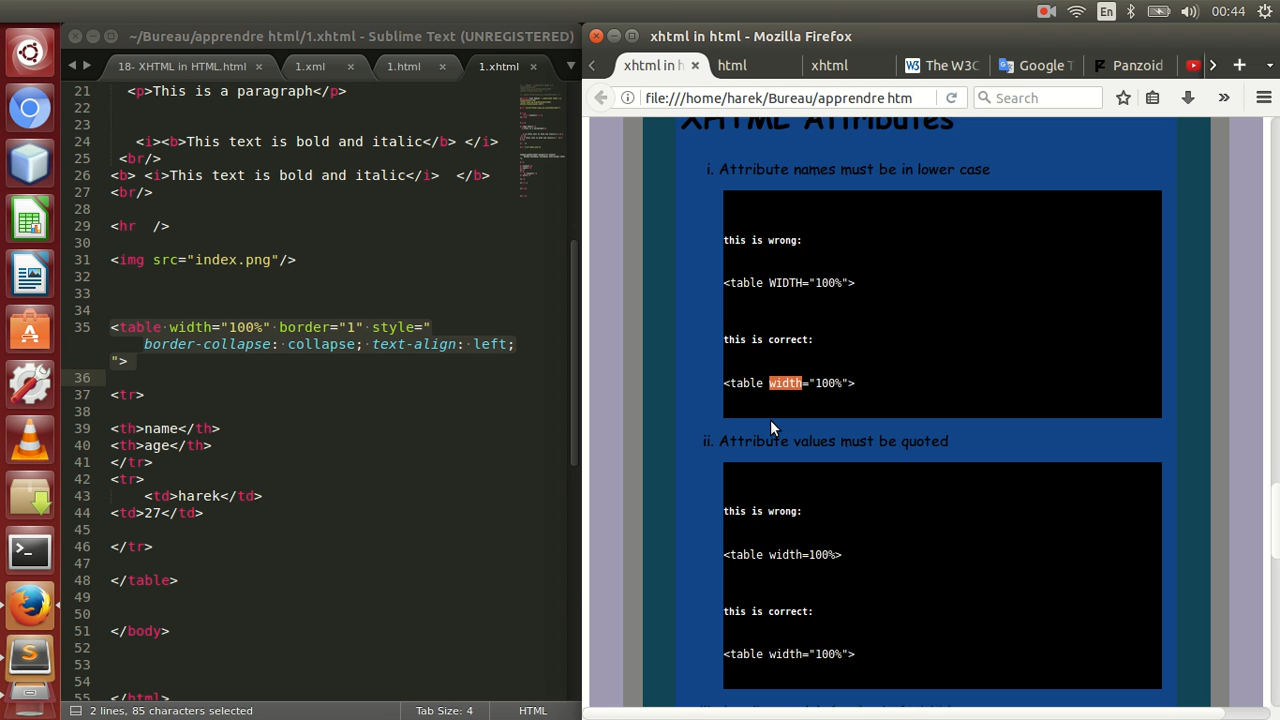 En
00:44
~/Bureau/apprendre html/1.xhtml - Sublime Text (UNREGISTERED)
18- XHTML in HTML.html
1.xml
1.html
1.xhtml
21 <p>This is a paragraph</p>
22
23
24 <i><b>This text is bold and italic</b> </i>
25 <br/>
26 <b> <i>This text is bold and italic</i>  </b>
27 <br/>
28
29 <hr  />
30
31 <img src="index.png"/>
32
33
34
35 <table width="100%" border="1" style="
border-collapse: collapse; text-align: left;
">
36
37 <tr>
38
39 <th>name</th>
40 <th>age</th>
41 </tr>
42 <tr>
43 <td>harek</td>
44 <td>27</td>
45
46 </tr>
47
48 </table>
49
50
51 </body>
52
53
54
55 </html>
2 lines, 85 characters selected
Tab Size: 4
HTML
xhtml in html - Mozilla Firefox
xhtml in h
html
xhtml
The W3C
Google T
Panzoid
file:///home/harek/Bureau/apprendre htm
Search
XHTML Attributes
i. Attribute names must be in lower case
this is wrong:
<table WIDTH="100%">
this is correct:
<table width="100%">
ii. Attribute values must be quoted
this is wrong:
<table width=100%>
this is correct:
<table width="100%">